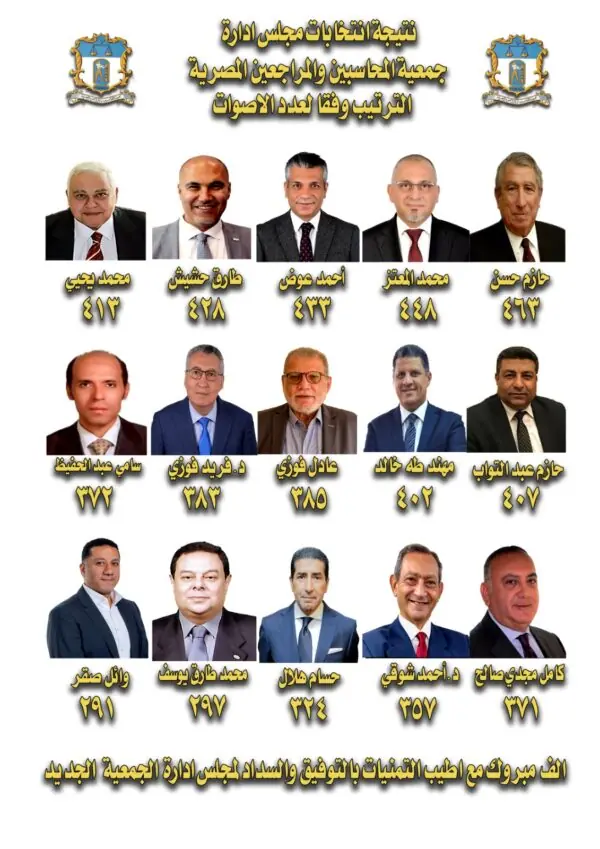 نتيجة انتخابات مجلس ادارة
جمعية المحاسبين والمراجعين المصرية
الترتيب وفقا لعدد الاصوات
حازم حسن
٤٦٣
محمد المعتز
٤٤٨
أحمد عوض
٤٣٣
طارق حشيش
٤٢٨
محمد يحيي
٤١٣
حازم عبد التواب
٤٠٧
مهند طه خالد
٤٠٢
عادل فوزي
٣٨٥
د. فريد فوزي
٣٨٣
سامي عبد الحفيظ
٣٧٢
كامل مجدي صالح
٣٧١
د. أحمد شوقي
٣٥٧
حسام هلال
٣٢٤
محمد طارق يوسف
٢٩٧
وائل صقر
٢٩١
الف مبروك مع اطيب التمنيات بالتوفيق والسداد لمجلس ادارة الجمعية الجديد